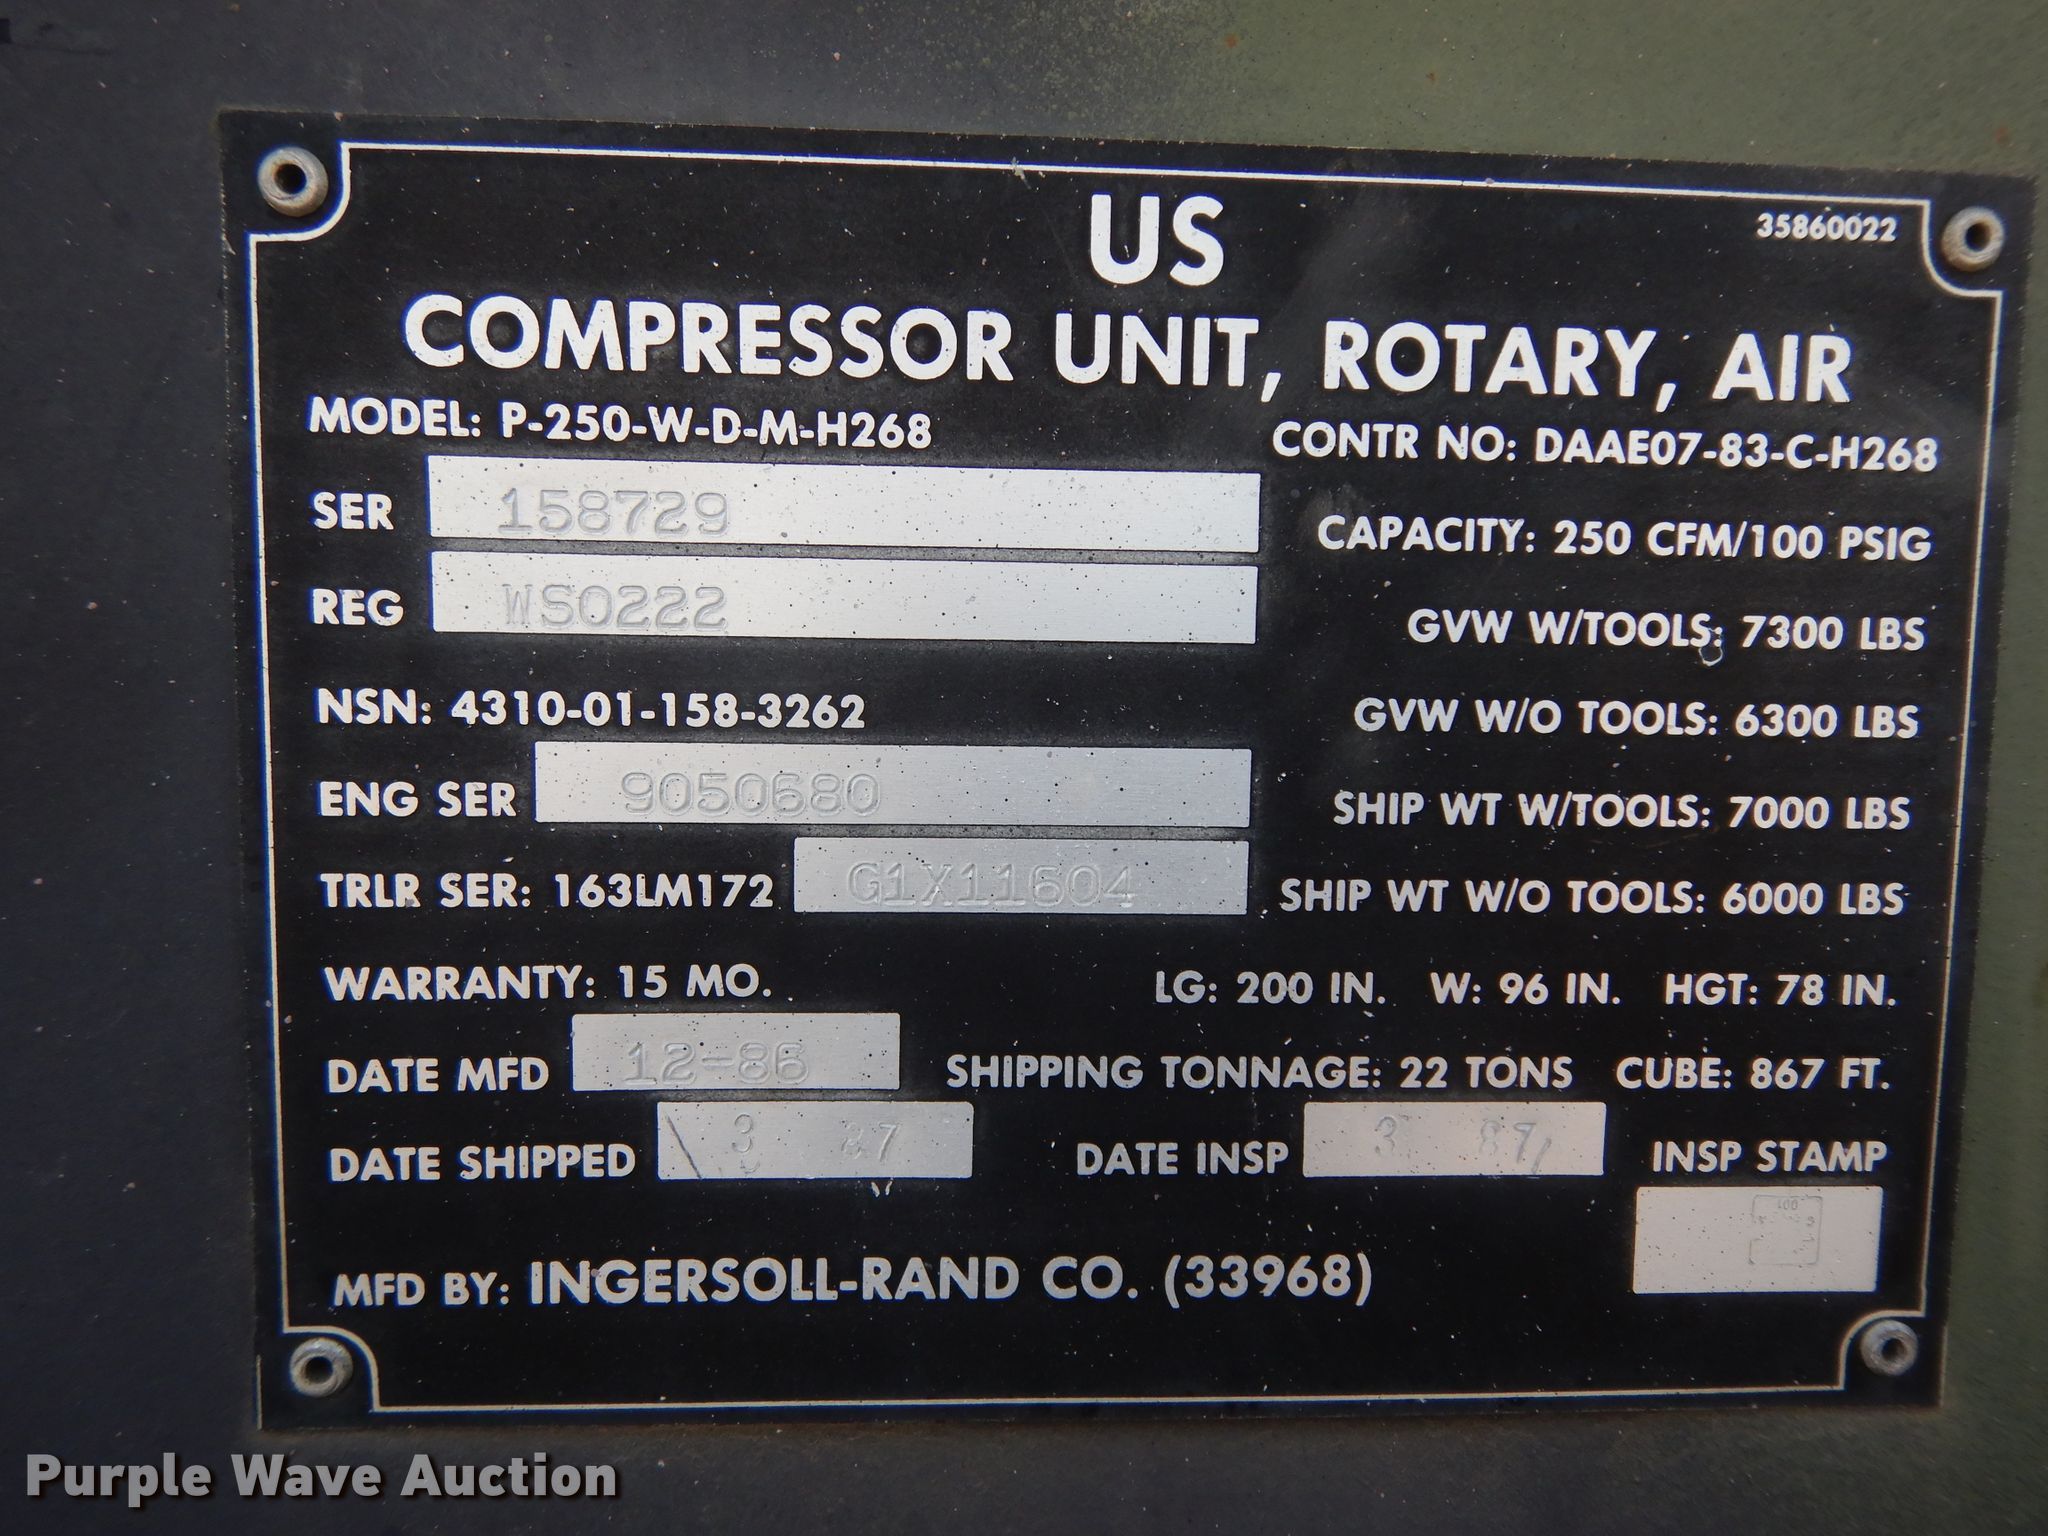 35860022
US
COMPRESSOR UNIT, ROTARY, AIR
MODEL: P-250-W-D-M-H268
CONTR NO: DAAE07-83-C-H268
SER 158729
CAPACITY: 250 CFM/100 PSIG
REG WS0222
GVW W/TOOLS: 7300 LBS
NSN: 4310-01-158-3262
GVW W/O TOOLS: 6300 LBS
ENG SER 9050680
SHIP WT W/TOOLS: 7000 LBS
TRLR SER: 163LM172 G1X11604
SHIP WT W/O TOOLS: 6000 LBS
WARRANTY: 15 MO.
LG: 200 IN. W: 96 IN. HGT: 78 IN.
DATE MFD 12-86
SHIPPING TONNAGE: 22 TONS CUBE: 867 FT.
DATE SHIPPED 3 87
DATE INSP 3 87
INSP STAMP
MFD BY: INGERSOLL-RAND CO. (33968)
Purple Wave Auction